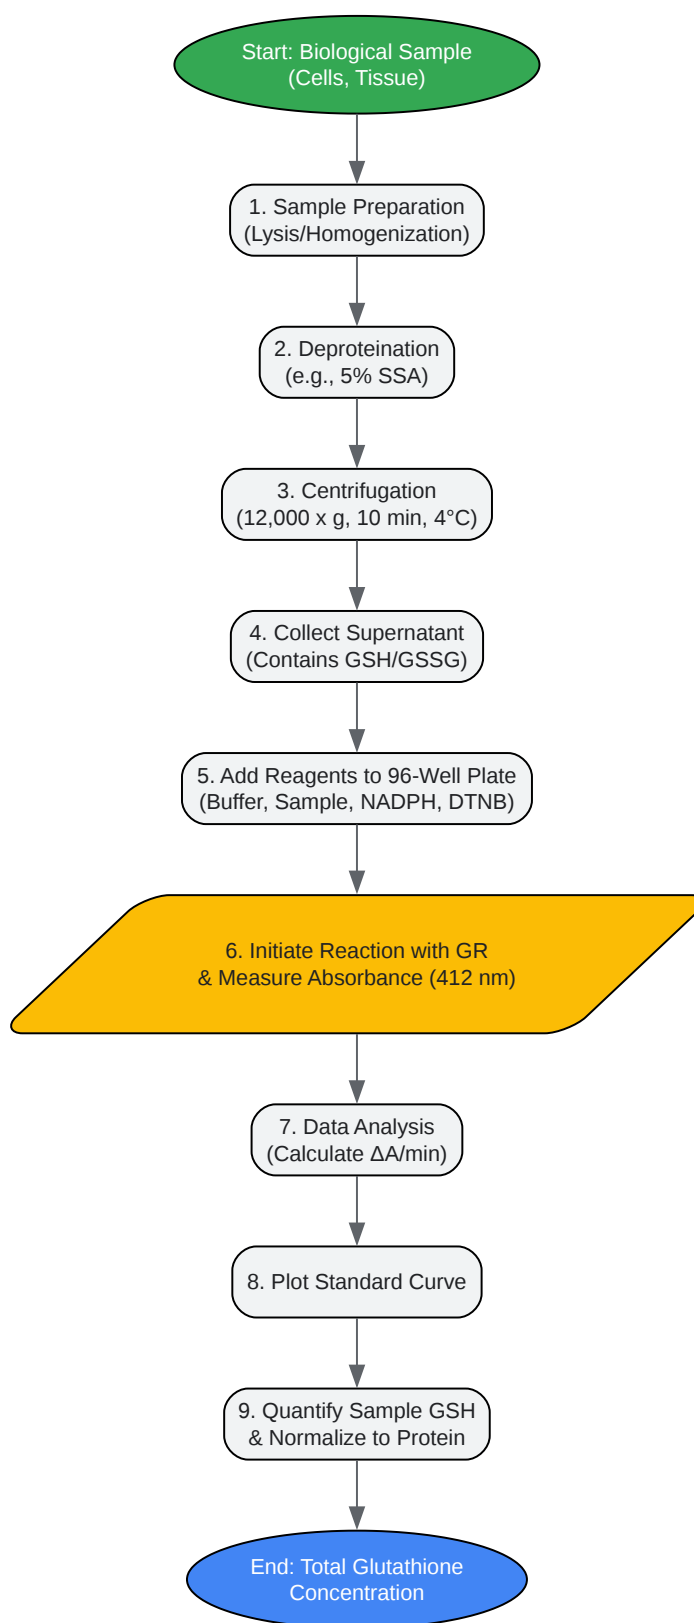 Start: Biological Sample
(Cells, Tissue)
1. Sample Preparation
(Lysis/Homogenization)
2. Deproteination
(e.g., 5% SSA)
3. Centrifugation
(12,000 x g, 10 min, 4°C)
4. Collect Supernatant
(Contains GSH/GSSG)
5. Add Reagents to 96-Well Plate
(Buffer, Sample, NADPH, DTNB)
6. Initiate Reaction with GR
& Measure Absorbance (412 nm)
7. Data Analysis
(Calculate ΔA/min)
8. Plot Standard Curve
9. Quantify Sample GSH
& Normalize to Protein
End: Total Glutathione
Concentration